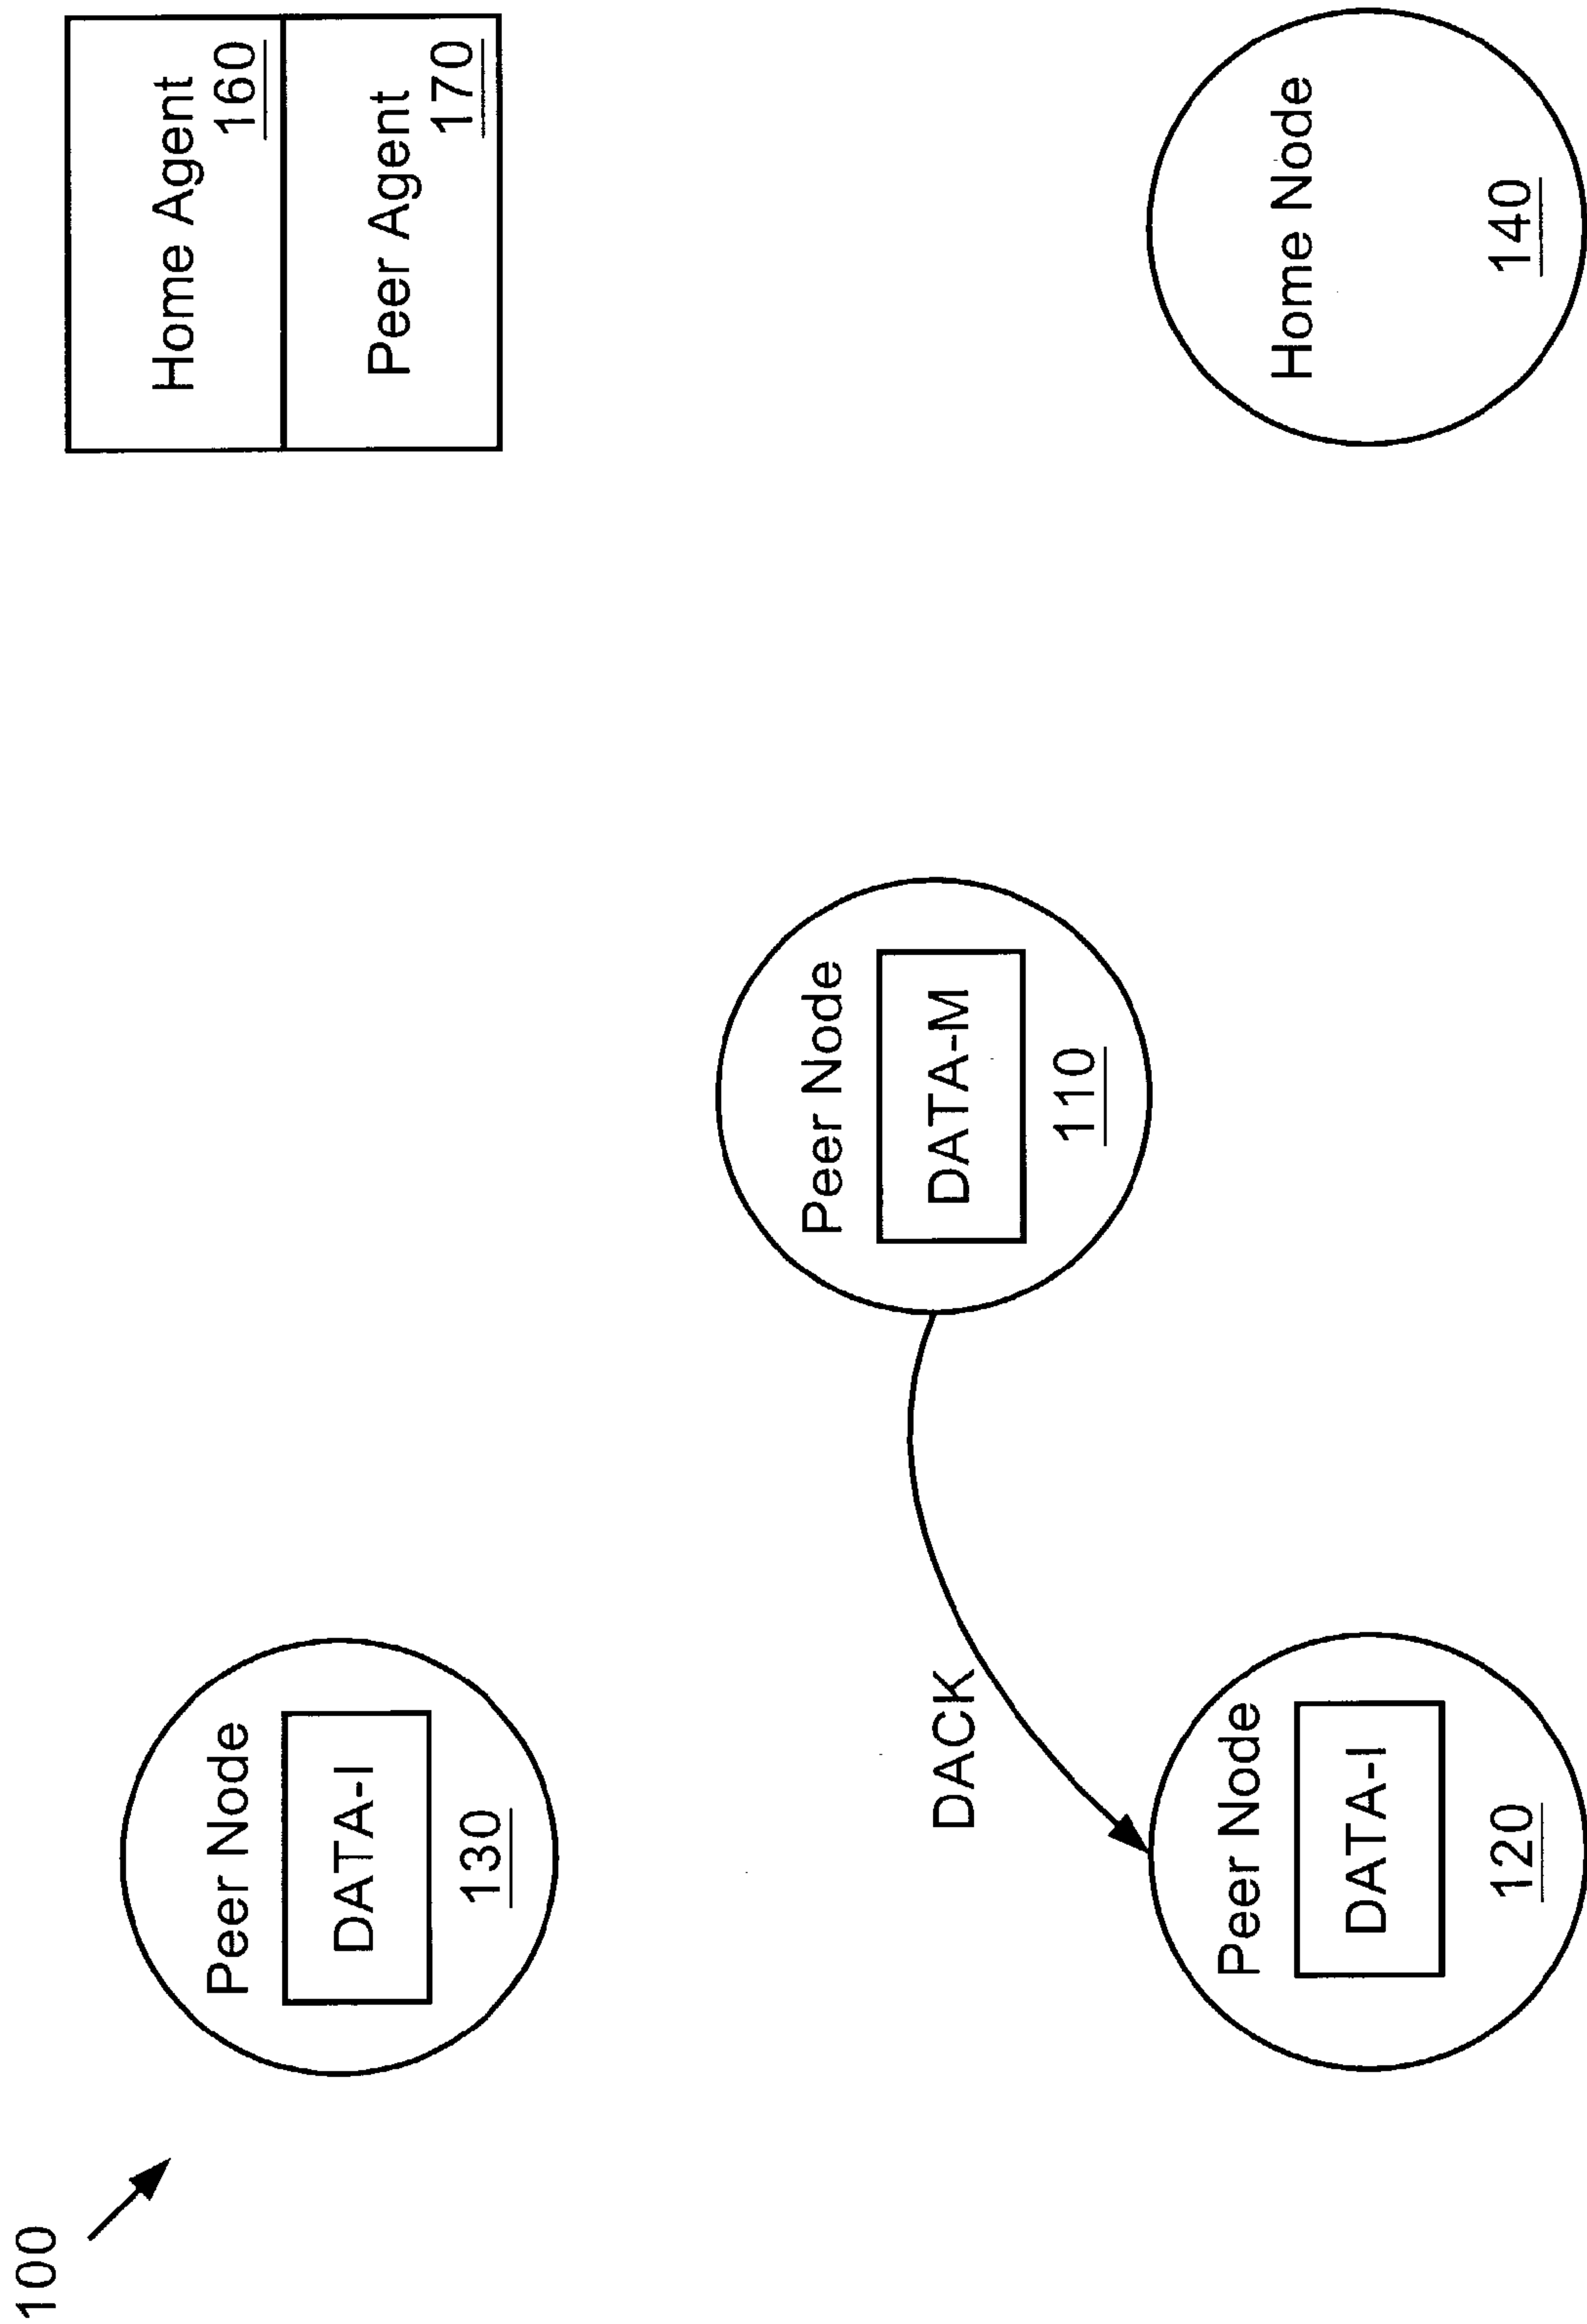 100
Peer Node
DATA-I
130
Home Agent
160
Peer Agent
170
Peer Node
DATA-M
110
DACK
Peer Node
DATA-I
120
Home Node
140